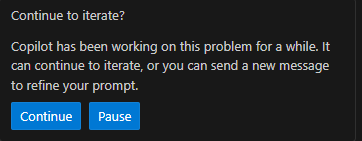 Continue to iterate?
Copilot has been working on this problem for a while. It
can continue to iterate, or you can send a new message
to refine your prompt.
Continue
Pause